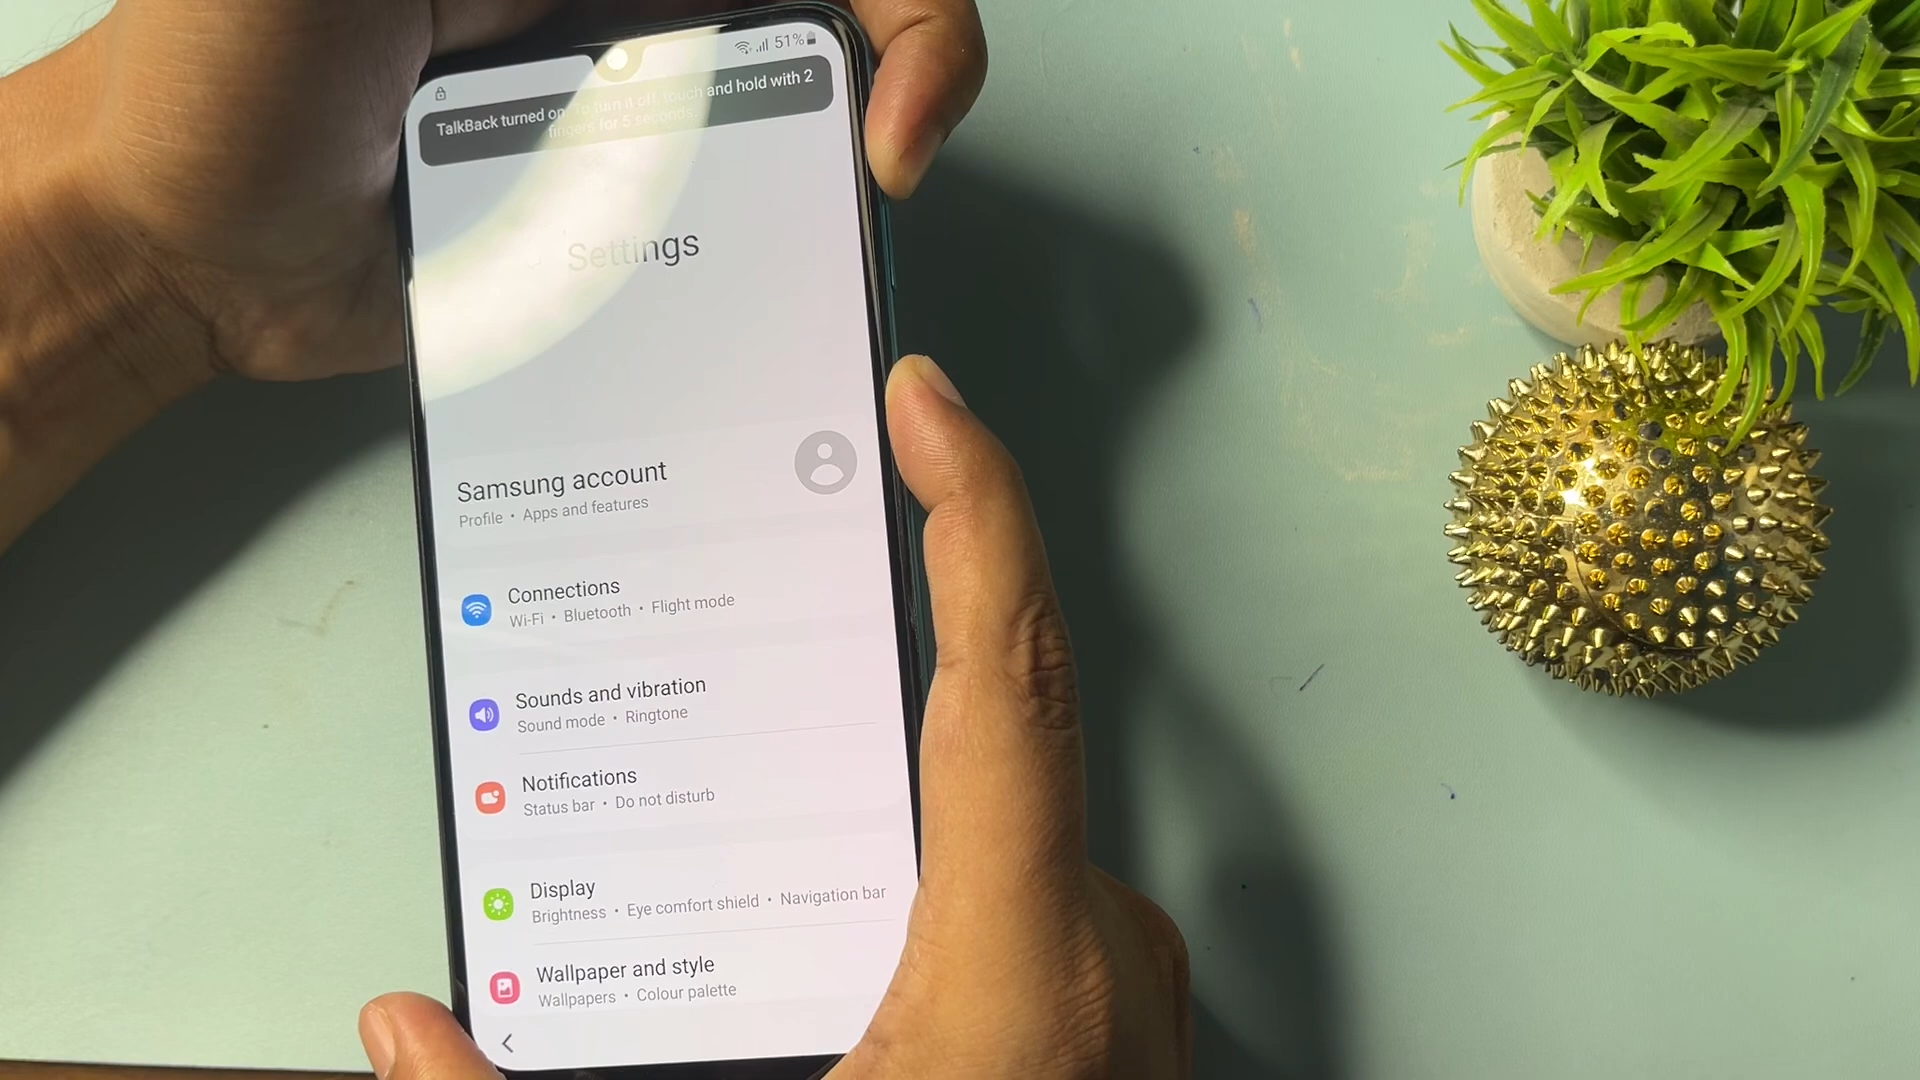 51%
TalkBack turned on. To turn it off, touch and hold with 2
fingers for 5 seconds.
Settings
Samsung account
Profile • Apps and features
Connections
Wi-Fi • Bluetooth • Flight mode
Sounds and vibration
Sound mode • Ringtone
Notifications
Status bar • Do not disturb
Display
Brightness • Eye comfort shield • Navigation bar
Wallpaper and style
Wallpapers • Colour palette